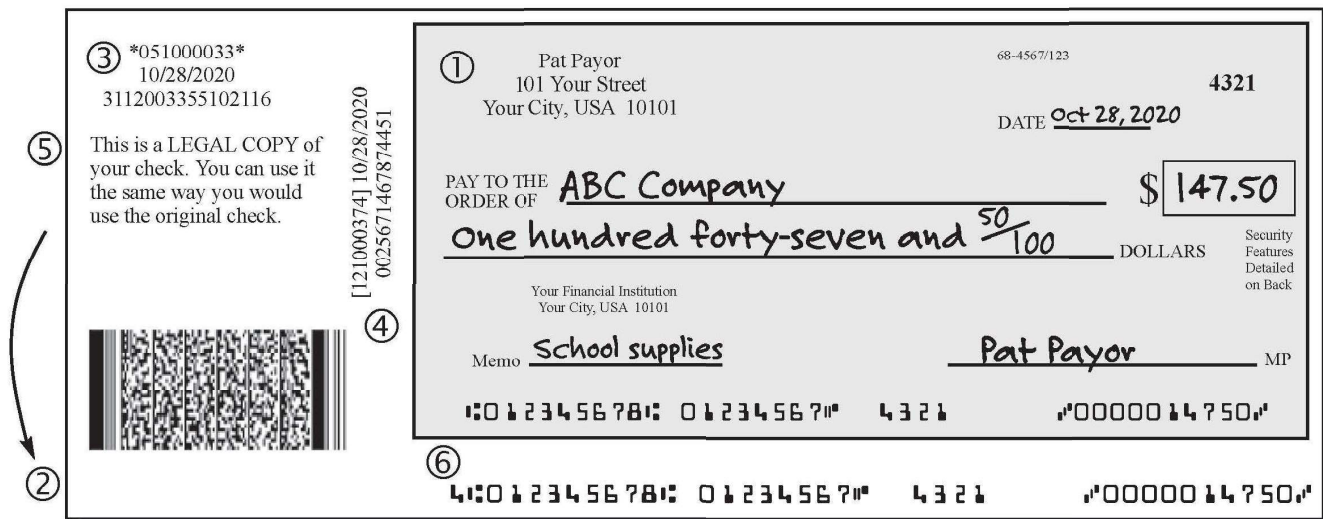 ③ *051000033*
10/28/2020
3112003355102116
⑤ This is a LEGAL COPY of
your check. You can use it
the same way you would
use the original check.
②
[121000374] 10/28/2020
0025671467874451
④
① Pat Payor
101 Your Street
Your City, USA 10101
68-4567/123
4321
DATE Oct 28, 2020
PAY TO THE
ORDER OF ABC Company $ 147.50
One hundred forty-seven and 50/100 DOLLARS
Security
Features
Detailed
on Back
Your Financial Institution
Your City, USA 10101
Memo School supplies Pat Payor MP
⑆012345678⑆ 01234567⑈ 4321 ⑇0000014750⑇
⑥
4⑆012345678⑆ 01234567⑈ 4321 ⑇0000014750⑇